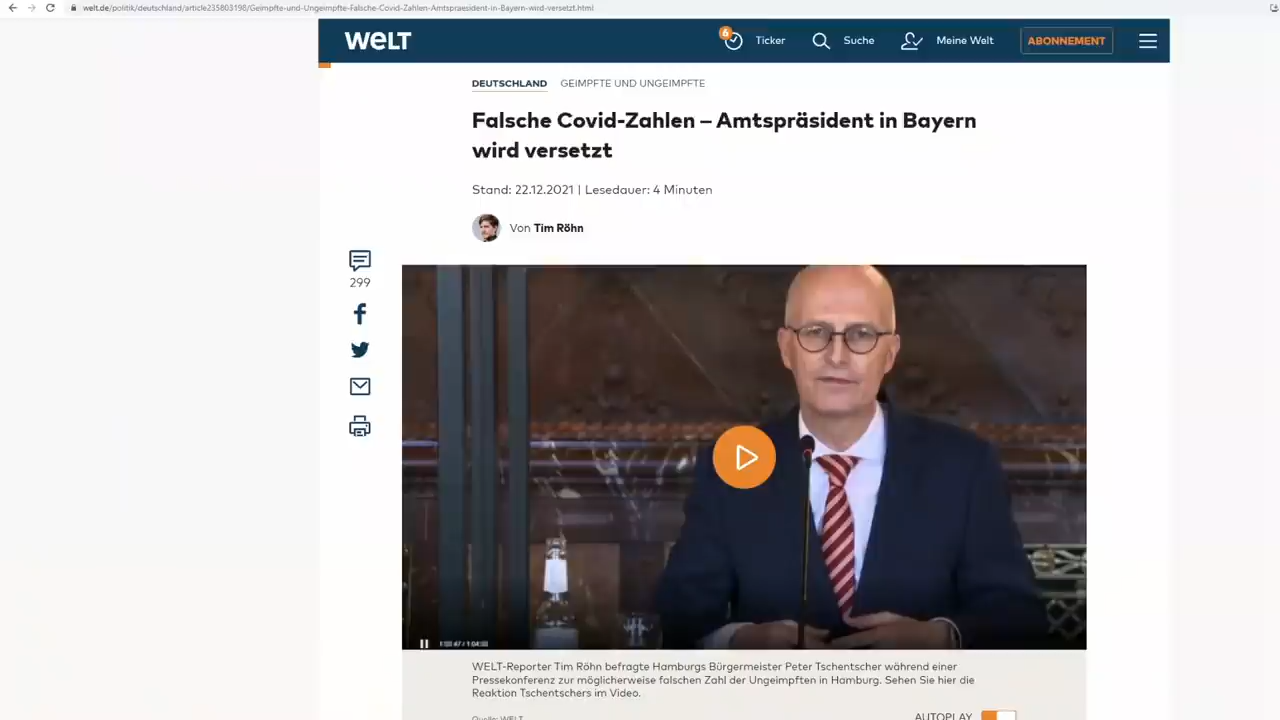 welt.de/politik/deutschland/article235803198/Geimpfte-und-Ungeimpfte-Falsche-Covid-Zahlen-Amtspraesident-in-Bayern-wird-versetzt.html
WELT
6
Ticker
Suche
Meine Welt
ABONNEMENT
DEUTSCHLAND GEIMPFTE UND UNGEIMPFTE
Falsche Covid-Zahlen – Amtspräsident in Bayern
wird versetzt
Stand: 22.12.2021 | Lesedauer: 4 Minuten
Von Tim Röhn
299
WELT-Reporter Tim Röhn befragte Hamburgs Bürgermeister Peter Tschentscher während einer
Pressekonferenz zur möglicherweise falschen Zahl der Ungeimpften in Hamburg. Sehen Sie hier die
Reaktion Tschentschers im Video.
Quelle: WELT
AUTOPLAY